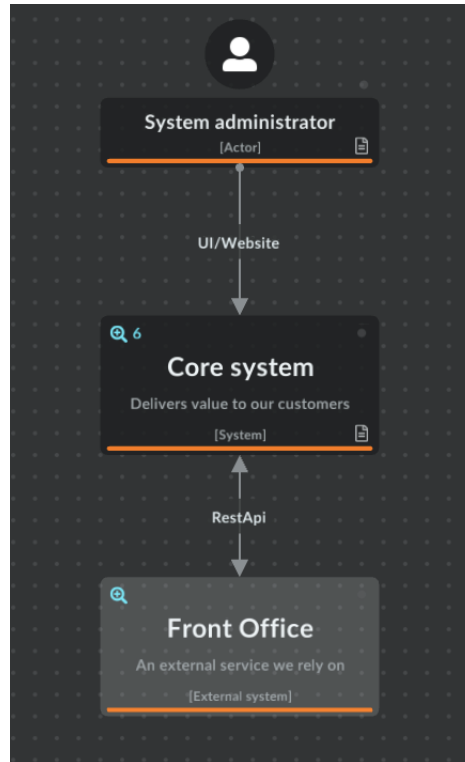 System administrator
[Actor]
UI/Website
6
Core system
Delivers value to our customers
[System]
RestApi
Front Office
An external service we rely on
[External system]